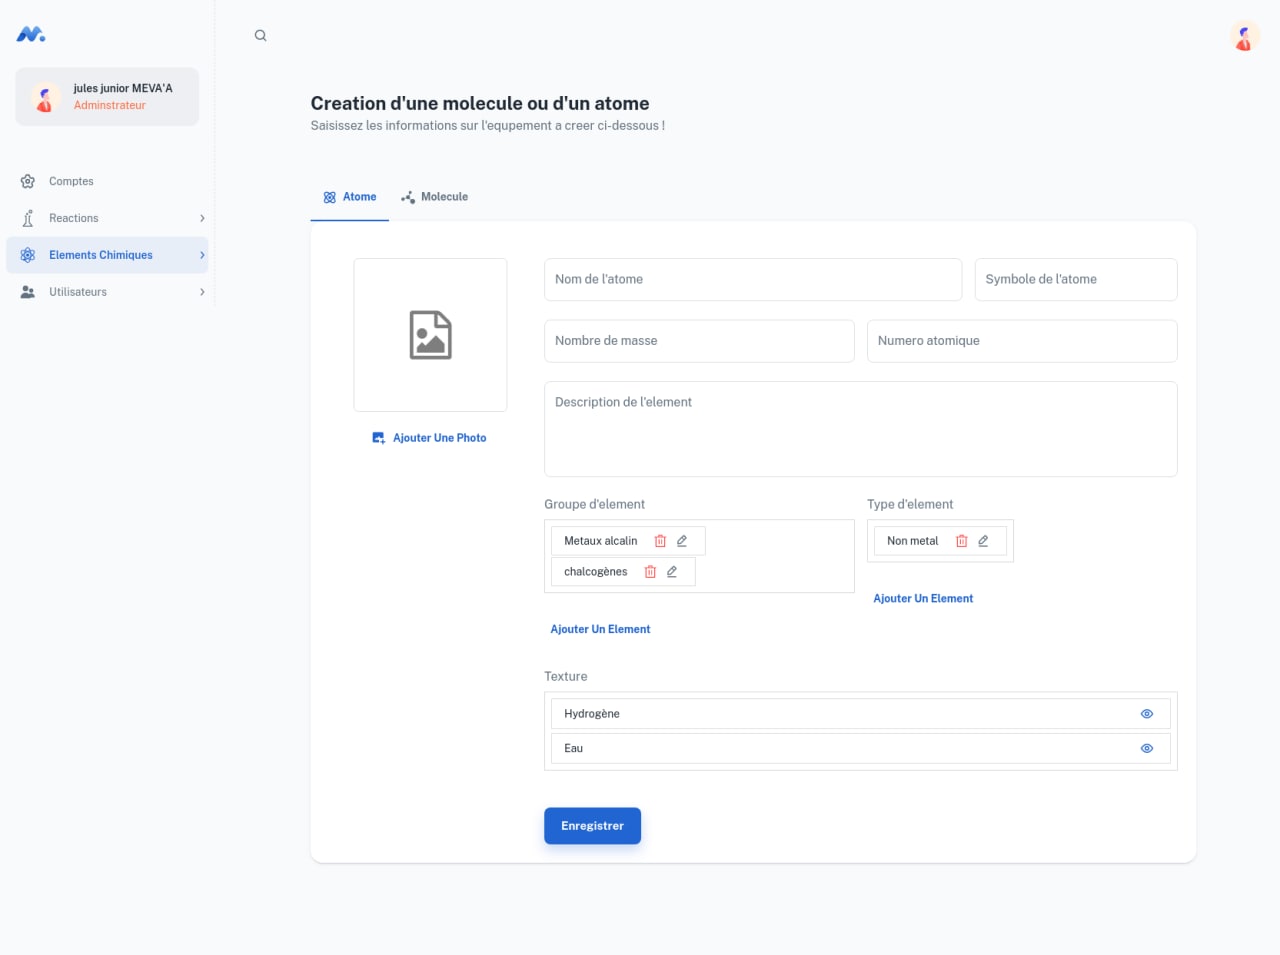 jules junior MEVA'A
Adminstrateur
Comptes
Reactions
Elements Chimiques
Utilisateurs
Creation d'une molecule ou d'un atome
Saisissez les informations sur l'equpement a creer ci-dessous !
Atome
Molecule
Ajouter Une Photo
Nom de l'atome
Symbole de l'atome
Nombre de masse
Numero atomique
Description de l'element
Groupe d'element
Metaux alcalin
chalcogènes
Ajouter Un Element
Type d'element
Non metal
Ajouter Un Element
Texture
Hydrogène
Eau
Enregistrer